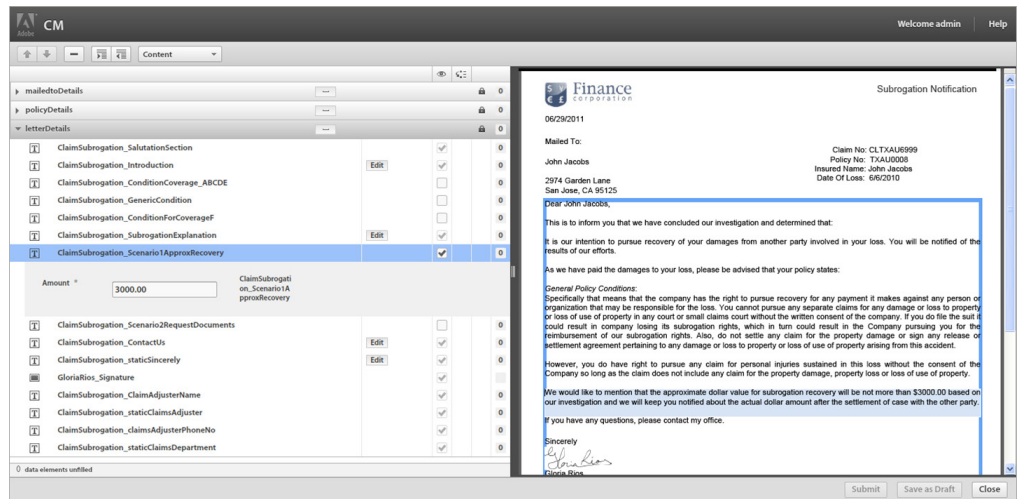 Adobe
CM
Welcome admin
Help
Content
mailedtoDetails
0
policyDetails
0
letterDetails
0
T ClaimSubrogation_SalutationSection 0
T ClaimSubrogation_Introduction Edit 0
T ClaimSubrogation_ConditionCoverage_ABCDE 0
T ClaimSubrogation_GenericCondition 0
T ClaimSubrogation_ConditionForCoverageF 0
T ClaimSubrogation_SubrogationExplanation Edit 0
T ClaimSubrogation_Scenario1ApproxRecovery 0
Amount * 3000.00
ClaimSubrogati
on_Scenario1A
pproxRecovery
T ClaimSubrogation_Scenario2RequestDocuments 0
T ClaimSubrogation_ContactUs Edit 0
T ClaimSubrogation_staticSincerely Edit 0
GloriaRios_Signature
T ClaimSubrogation_ClaimAdjusterName 0
T ClaimSubrogation_staticClaimsAdjuster 0
T ClaimSubrogation_claimsAdjusterPhoneNo 0
T ClaimSubrogation_staticClaimsDepartment 0
0 data elements unfilled
$ ¥ € £
Finance
corporation
Subrogation Notification
06/29/2011
Mailed To:
Claim No: CLTXAU6999
John Jacobs
Policy No: TXAU0008
Insured Name: John Jacobs
2974 Garden Lane
Date Of Loss: 6/6/2010
San Jose, CA 95125
Dear John Jacobs,
This is to inform you that we have concluded our investigation and determined that:
It is our intention to pursue recovery of your damages from another party involved in your loss. You will be notified of the
results of our efforts.
As we have paid the damages to your loss, please be advised that your policy states:
General Policy Conditions:
Specifically that means that the company has the right to pursue recovery for any payment it makes against any person or
organization that may be responsible for the loss. You cannot pursue any separate claims for any damage or loss to property
or loss of use of property in any court or small claims court without the written consent of the company. If you do file the suit it
could result in company losing its subrogation rights, which in turn could result in the Company pursuing you for the
reimbursement of our subrogation rights. Also, do not settle any claim for the property damage or sign any release or
settlement agreement pertaining to any damage or loss to property or loss of use of property arising from this accident.
However, you do have right to pursue any claim for personal injuries sustained in this loss without the consent of the
Company so long as the claim does not include any claim for the property damage, property loss or loss of use of property.
We would like to mention that the approximate dollar value for subrogation recovery will be not more than $3000.00 based on
our investigation and we will keep you notified about the actual dollar amount after the settlement of case with the other party.
If you have any questions, please contact my office.
Sincerely
Gloria Rios
Gloria Rios
Submit
Save as Draft
Close